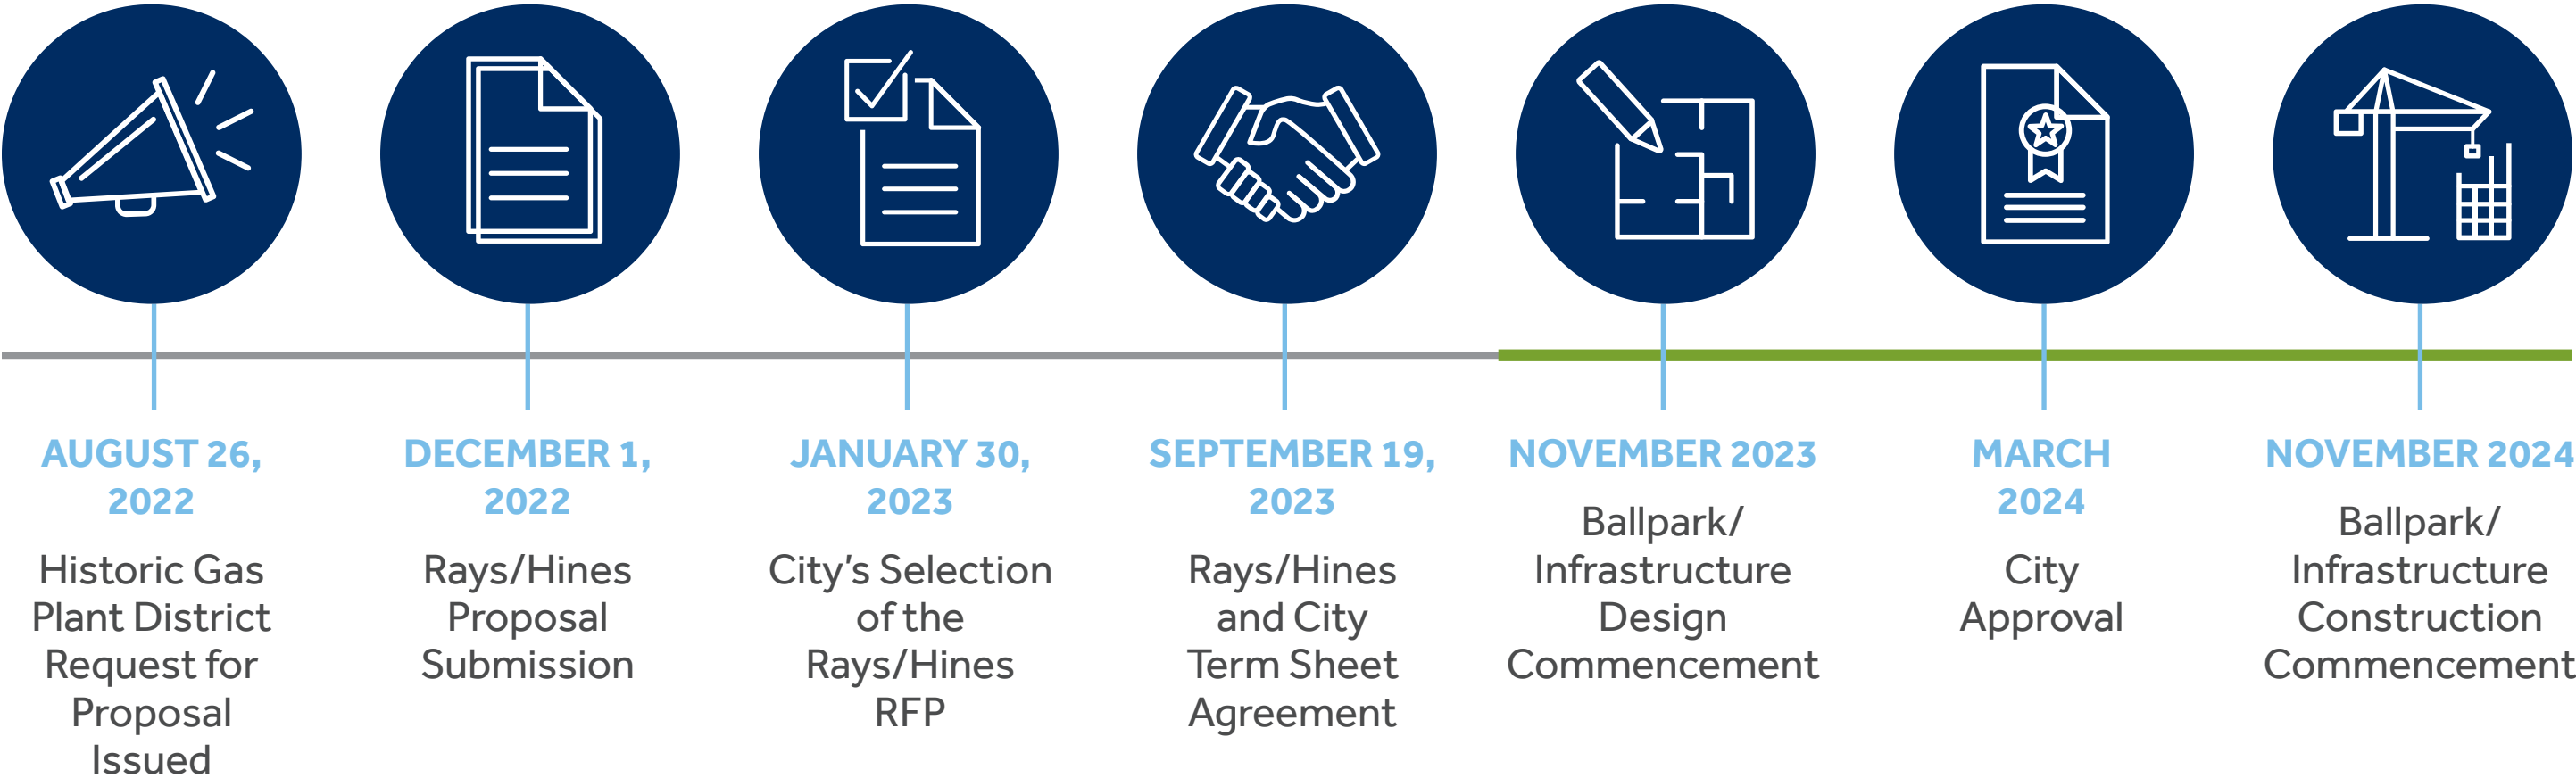 AUGUST 26,
2022
Historic Gas
Plant District
Request for
Proposal
Issued
DECEMBER 1,
2022
Rays/Hines
Proposal
Submission
JANUARY 30,
2023
City’s Selection
of the
Rays/Hines
RFP
SEPTEMBER 19,
2023
Rays/Hines
and City
Term Sheet
Agreement
NOVEMBER 2023
Ballpark/
Infrastructure
Design
Commencement
MARCH
2024
City
Approval
NOVEMBER 2024
Ballpark/
Infrastructure
Construction
Commencement